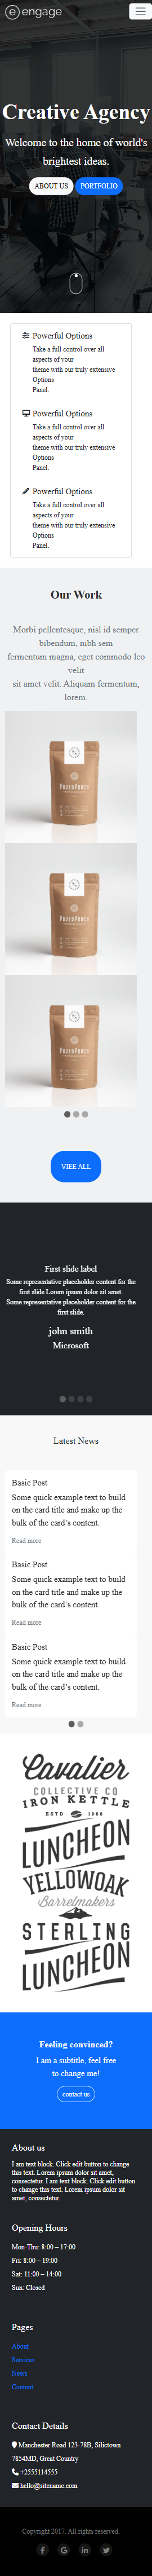 engage
Creative Agency
Welcome to the home of world's
brightest ideas.
ABOUT US
PORTFOLIO
Powerful Options
Take a full control over all
aspects of your
theme with our truly extensive
Options
Panel.
Powerful Options
Take a full control over all
aspects of your
theme with our truly extensive
Options
Panel.
Powerful Options
Take a full control over all
aspects of your
theme with our truly extensive
Options
Panel.
Our Work
Morbi pellentesque, nisl id semper
bibendum, nibh sem
fermentum magna, eget commodo leo
velit
sit amet velit. Aliquam fermentum,
lorem.
VIEE ALL
First slide label
Some representative placeholder content for the
first slide Lorem ipsum dolor sit amet.
Some representative placeholder content for the
first slide.
john smith
Microsoft
Latest News
Basic Post
Some quick example text to build
on the card title and make up the
bulk of the card's content.
Read more
Basic Post
Some quick example text to build
on the card title and make up the
bulk of the card's content.
Read more
Basic Post
Some quick example text to build
on the card title and make up the
bulk of the card's content.
Read more
Cavalier
COLLECTIVE CO
IRON KETTLE
ESTD 1988
LUNCHEON
YELLOWOAK
Barrelmakers
STERLING
LUNCHEON
Feeling convinced?
I am a subtitle, feel free
to change me!
contact us
About us
I am text block. Click edit button to change
this text. Lorem ipsum dolor sit amet,
consectetur. I am text block. Click edit button
to change this text. Lorem ipsum dolor sit
amet, consectetur.
Opening Hours
Mon-Thu: 8:00 – 17:00
Fri: 8:00 – 19:00
Sat: 11:00 – 14:00
Sun: Closed
Pages
About
Services
News
Content
Contact Details
Manchester Road 123-78B, Silictown
7854MD, Great Country
+2555114555
hello@sitename.com
Copyright 2017. All rights reserved.